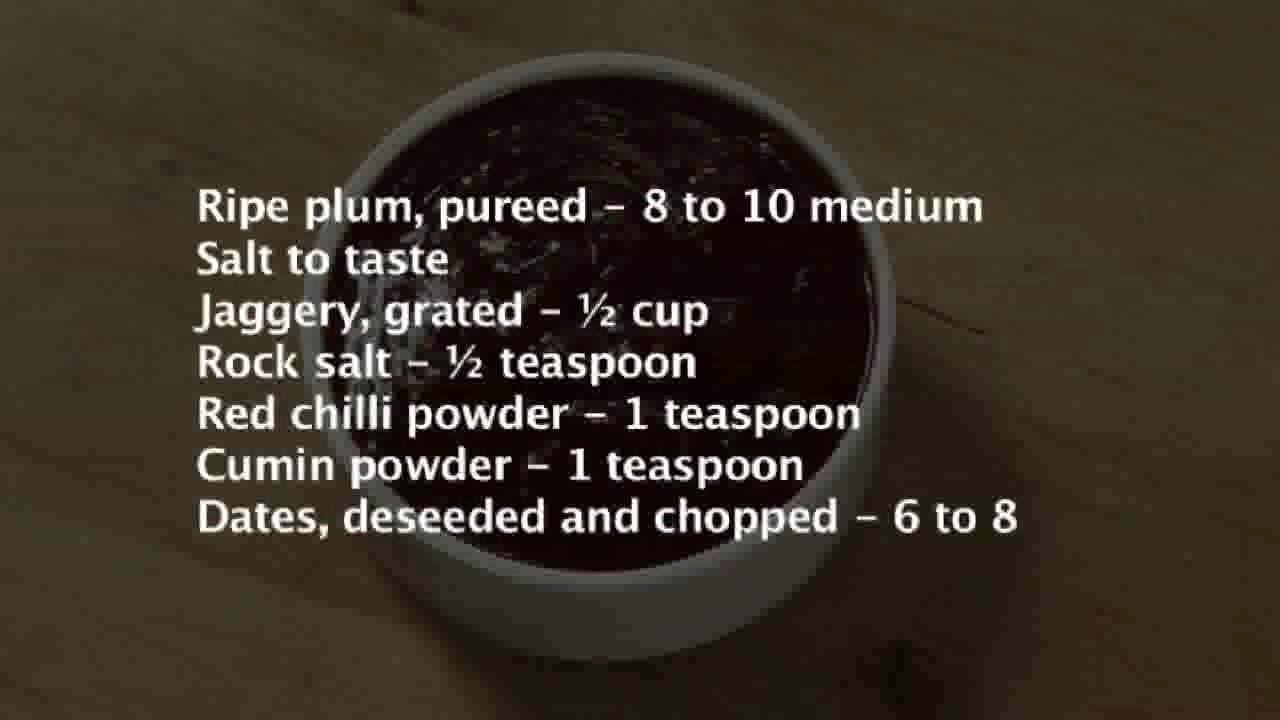 Ripe plum, pureed – 8 to 10 medium
Salt to taste
Jaggery, grated – ½ cup
Rock salt – ½ teaspoon
Red chilli powder – 1 teaspoon
Cumin powder – 1 teaspoon
Dates, deseeded and chopped – 6 to 8